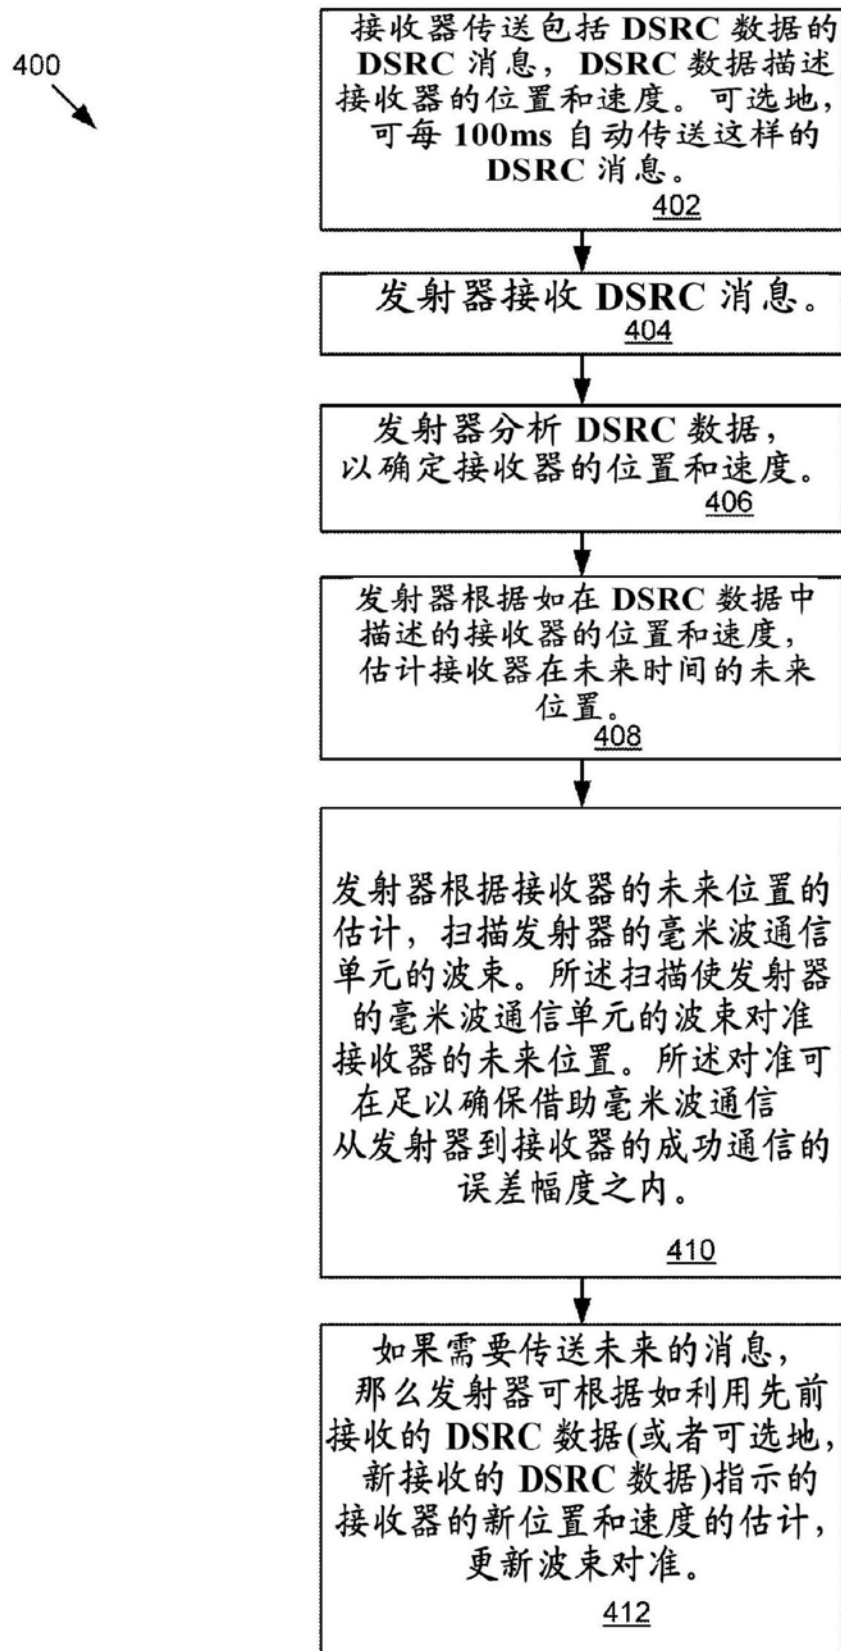 400
接收器传送包括 DSRC 数据的
DSRC 消息，DSRC 数据描述
接收器的位置和速度。可选地，
可每 100ms 自动传送这样的
DSRC 消息。
402
发射器接收 DSRC 消息。
404
发射器分析 DSRC 数据，
以确定接收器的位置和速度。
406
发射器根据如在 DSRC 数据中
描述的接收器的位置和速度，
估计接收器在未来时间的未来
位置。
408
发射器根据接收器的未来位置的
估计，扫描发射器的毫米波通信
单元的波束。所述扫描使发射器
的毫米波通信单元的波束对准
接收器的未来位置。所述对准可
在足以确保借助毫米波通信
从发射器到接收器的成功通信的
误差幅度之内。
410
如果需要传送未来的消息，
那么发射器可根据如利用先前
接收的 DSRC 数据(或者可选地，
新接收的 DSRC 数据)指示的
接收器的新位置和速度的估计，
更新波束对准。
412